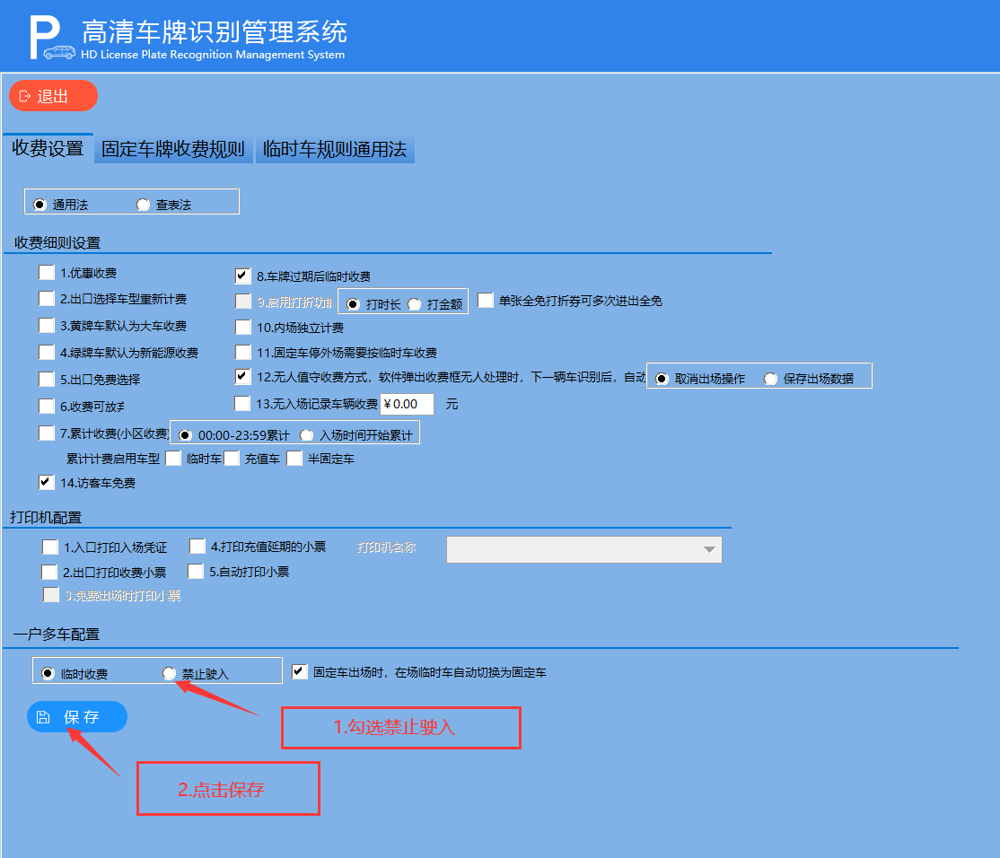 高清车牌识别管理系统
HD License Plate Recognition Management System
退出
收费设置 固定车牌收费规则 临时车规则通用法
通用法 查表法
收费细则设置
1.优惠收费
2.出口选择车型重新计费
3.黄牌车默认为大车收费
4.绿牌车默认为新能源收费
5.出口免费选择
6.收费可放弃
7.累计收费(小区收费) 00:00-23:59累计 入场时间开始累计
累计计费启用车型 临时车 充值车 半固定车
14.访客车免费
8.车牌过期后临时收费
9.启用打折功能 打时长 打金额 单张全免打折券可多次进出全免
10.内场独立计费
11.固定车停外场需要按临时车收费
12.无人值守收费方式，软件弹出收费框无人处理时，下一辆车识别后，自动 取消出场操作 保存出场数据
13.无入场记录车辆收费 ¥0.00 元
打印机配置
1.入口打印入场凭证 4.打印充值延期的小票 打印机名称
2.出口打印收费小票 5.自动打印小票
3.免费出场时打印小票
一户多车配置
临时收费 禁止驶入 固定车出场时，在场临时车自动切换为固定车
保存
1.勾选禁止驶入
2.点击保存